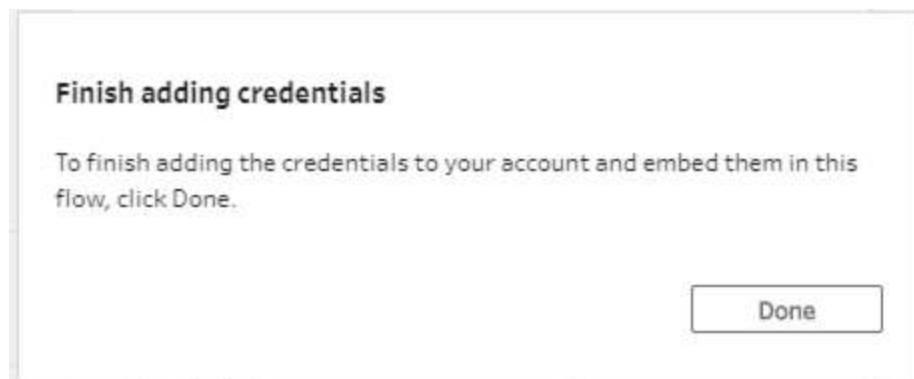 Finish adding credentials
To finish adding the credentials to your account and embed them in this
flow, click Done.
Done